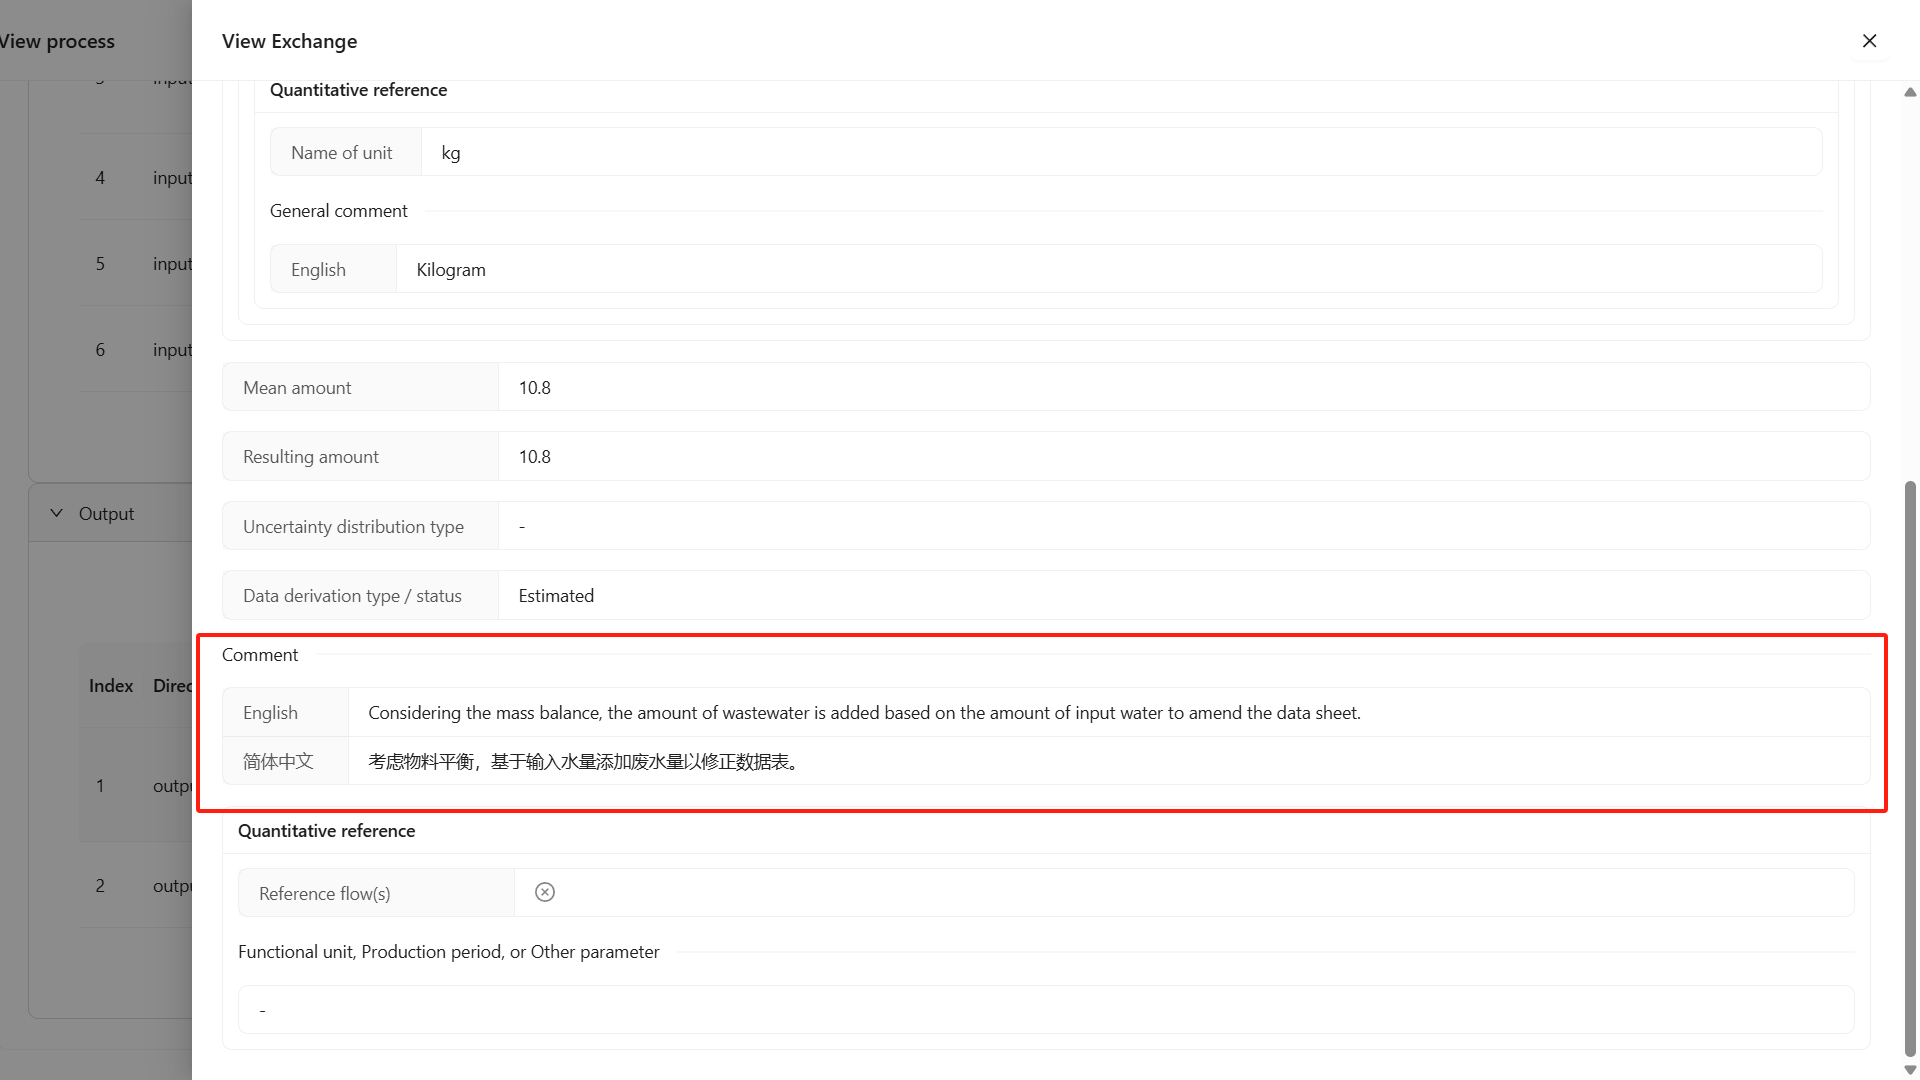 View process
View Exchange
Quantitative reference
Name of unit kg
4 input
General comment
5 input
English Kilogram
6 input
Mean amount 10.8
Resulting amount 10.8
Output
Uncertainty distribution type -
Data derivation type / status Estimated
Comment
Index Direc
English Considering the mass balance, the amount of wastewater is added based on the amount of input water to amend the data sheet.
简体中文 考虑物料平衡，基于输入水量添加废水量以修正数据表。
1 outpu
Quantitative reference
2 outpu
Reference flow(s)
Functional unit, Production period, or Other parameter
-